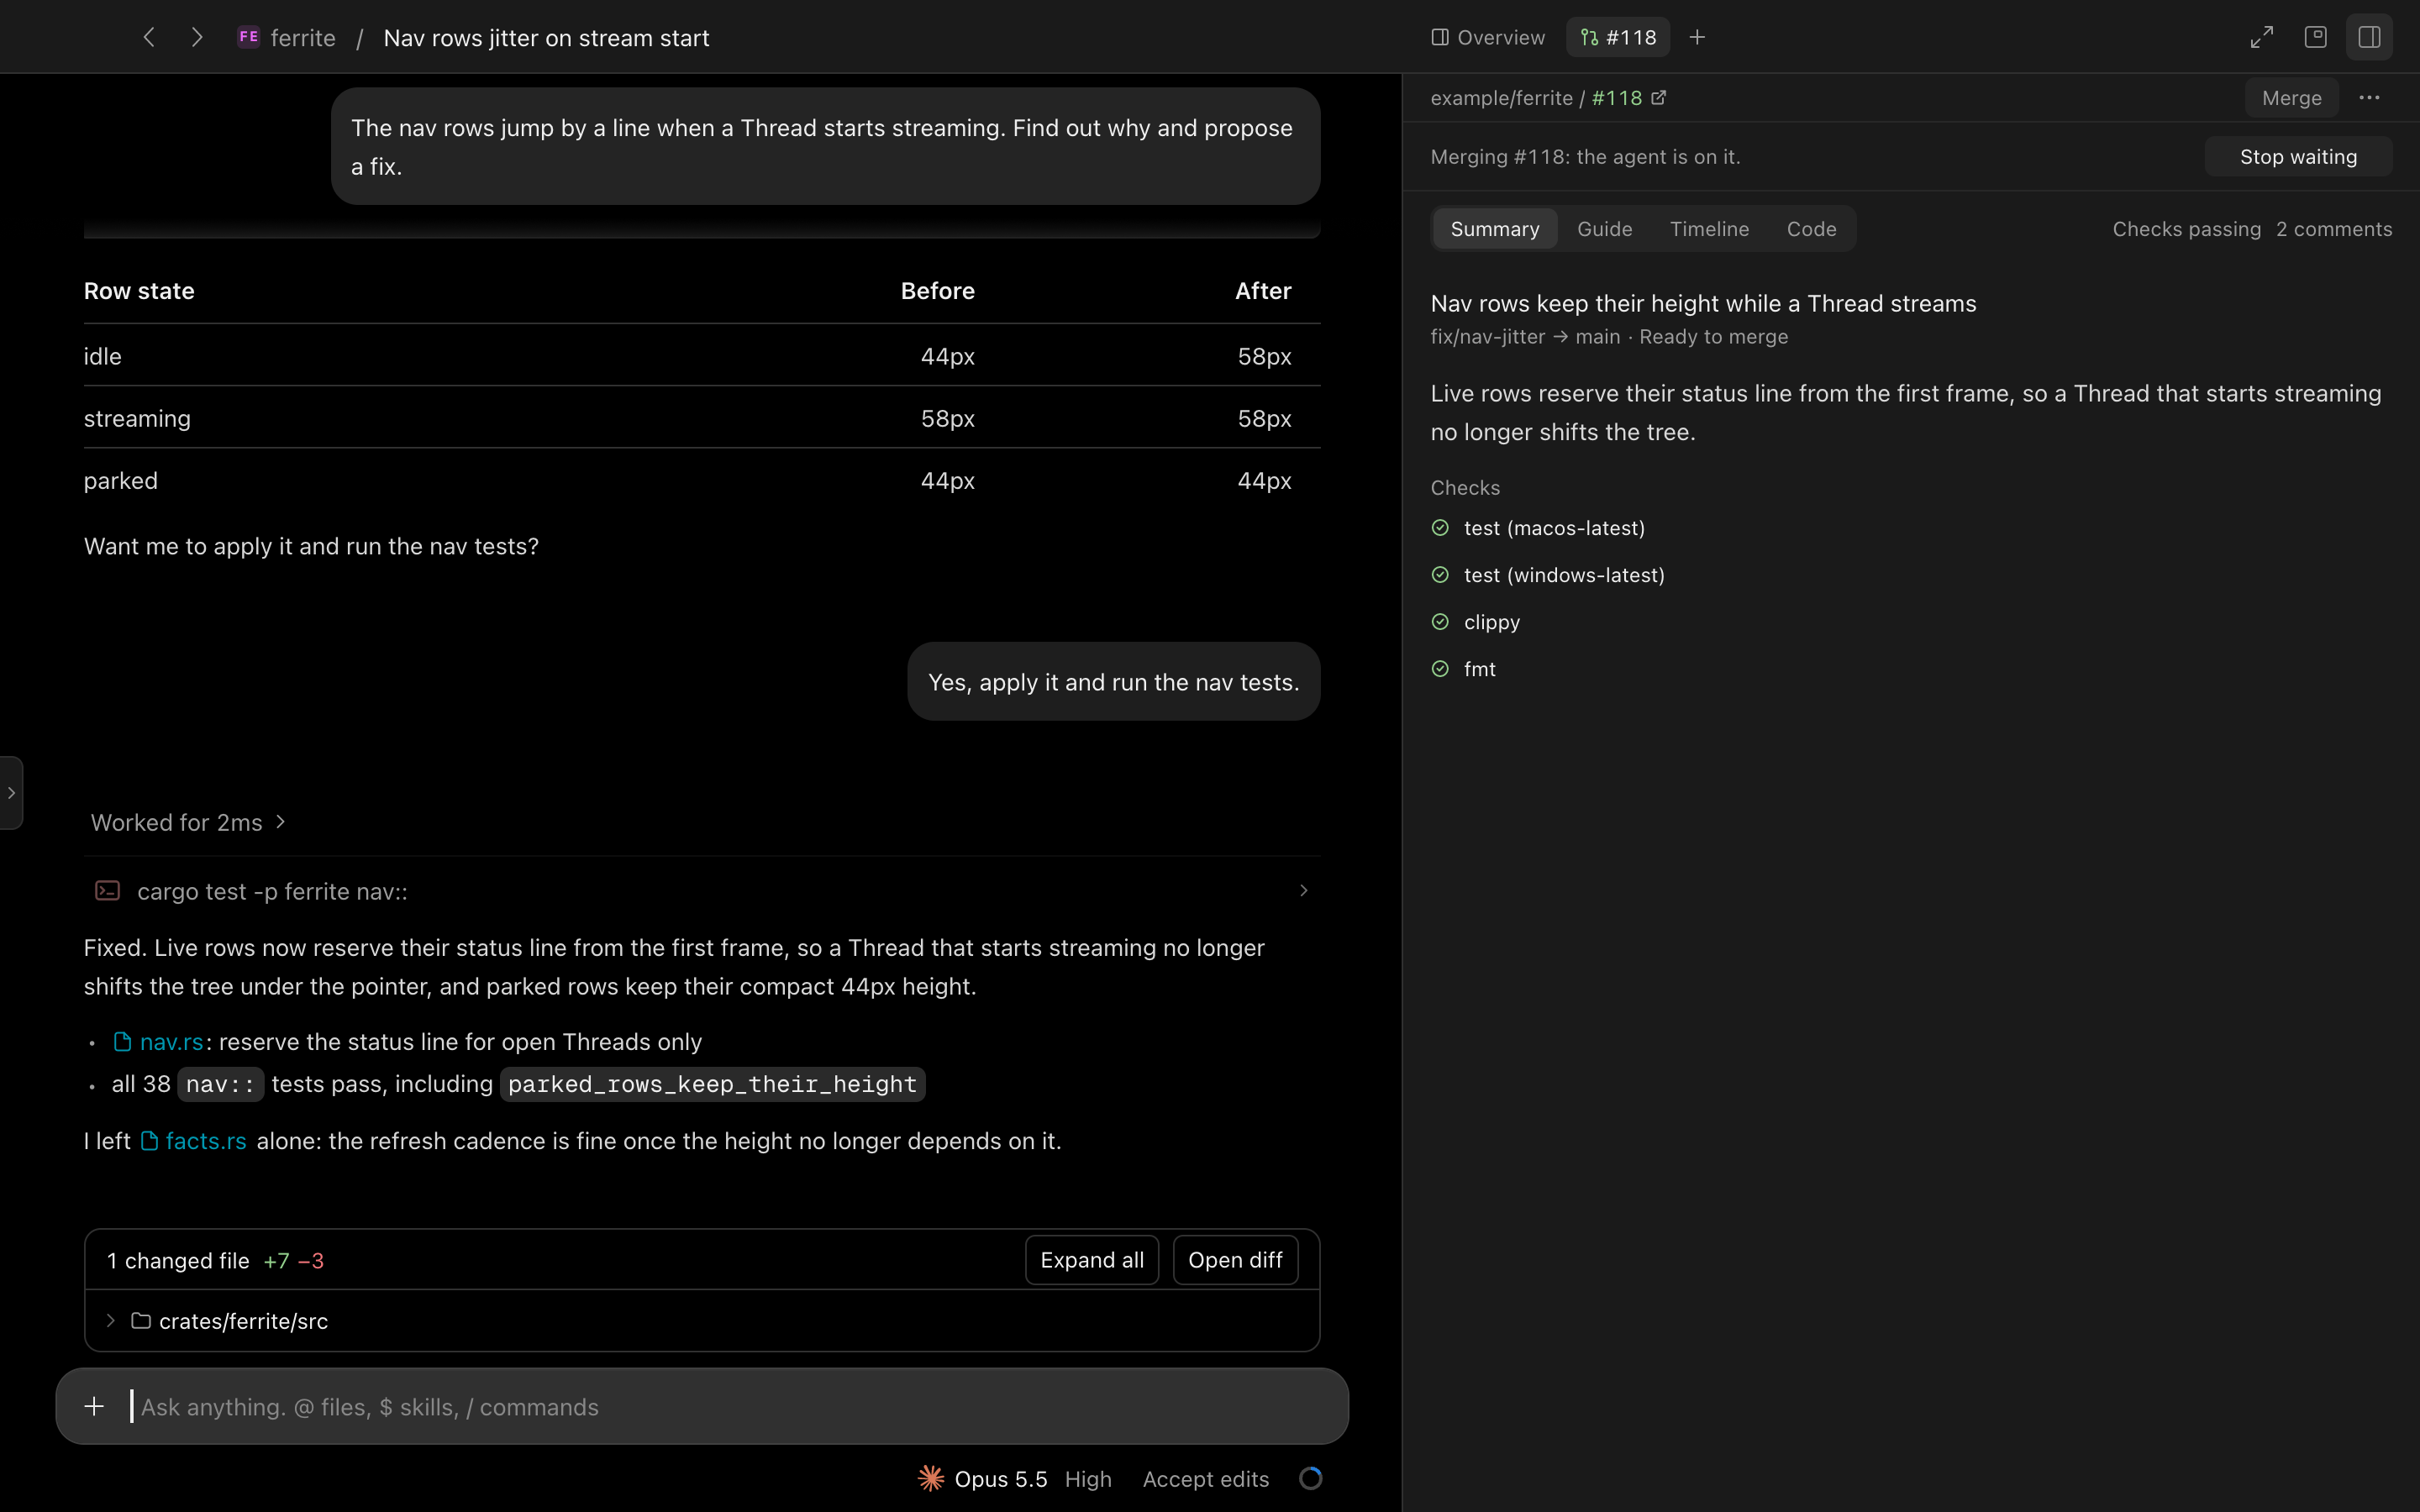 FE ferrite / Nav rows jitter on stream start
Overview
#118
The nav rows jump by a line when a Thread starts streaming. Find out why and propose
a fix.
Row state Before After
idle 44px 58px
streaming 58px 58px
parked 44px 44px
Want me to apply it and run the nav tests?
Yes, apply it and run the nav tests.
Worked for 2ms
cargo test -p ferrite nav::
Fixed. Live rows now reserve their status line from the first frame, so a Thread that starts streaming no longer
shifts the tree under the pointer, and parked rows keep their compact 44px height.
• nav.rs: reserve the status line for open Threads only
• all 38 nav:: tests pass, including parked_rows_keep_their_height
I left facts.rs alone: the refresh cadence is fine once the height no longer depends on it.
1 changed file +7 −3
Expand all
Open diff
crates/ferrite/src
Ask anything. @ files, $ skills, / commands
Opus 5.5 High Accept edits
example/ferrite / #118
Merge
Merging #118: the agent is on it.
Stop waiting
Summary Guide Timeline Code
Checks passing 2 comments
Nav rows keep their height while a Thread streams
fix/nav-jitter → main · Ready to merge
Live rows reserve their status line from the first frame, so a Thread that starts streaming
no longer shifts the tree.
Checks
test (macos-latest)
test (windows-latest)
clippy
fmt